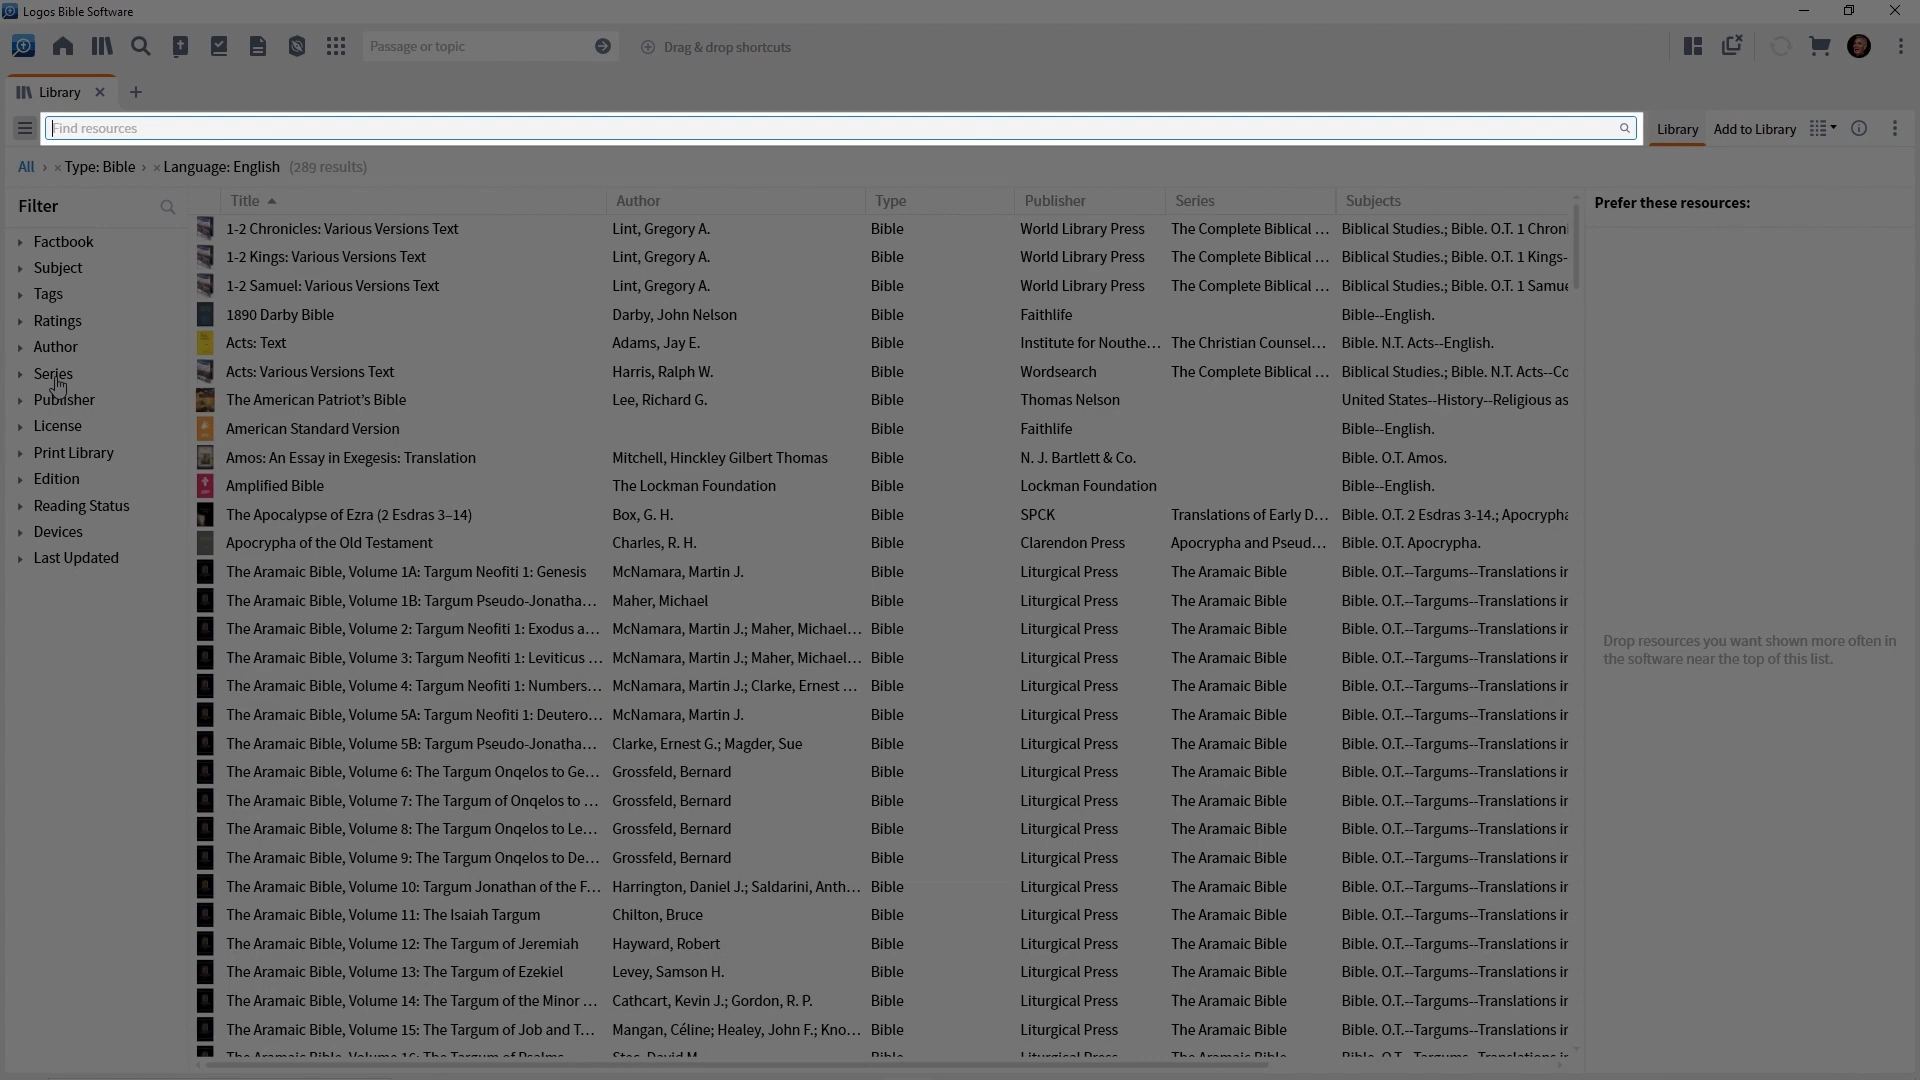 Logos Bible Software
Passage or topic
Drag & drop shortcuts
Library
Find resources
Library Add to Library
All › × Type: Bible › × Language: English (289 results)
Filter
Factbook
Subject
Tags
Ratings
Author
Series
Publisher
License
Print Library
Edition
Reading Status
Devices
Last Updated
Title Author Type Publisher Series Subjects
1-2 Chronicles: Various Versions Text Lint, Gregory A. Bible World Library Press The Complete Biblical ... Biblical Studies.; Bible. O.T. 1 Chroni
1-2 Kings: Various Versions Text Lint, Gregory A. Bible World Library Press The Complete Biblical ... Biblical Studies.; Bible. O.T. 1 Kings-
1-2 Samuel: Various Versions Text Lint, Gregory A. Bible World Library Press The Complete Biblical ... Biblical Studies.; Bible. O.T. 1 Samue
1890 Darby Bible Darby, John Nelson Bible Faithlife Bible--English.
Acts: Text Adams, Jay E. Bible Institute for Nouthe... The Christian Counsel... Bible. N.T. Acts--English.
Acts: Various Versions Text Harris, Ralph W. Bible Wordsearch The Complete Biblical ... Biblical Studies.; Bible. N.T. Acts--Co
The American Patriot's Bible Lee, Richard G. Bible Thomas Nelson United States--History--Religious as
American Standard Version Bible Faithlife Bible--English.
Amos: An Essay in Exegesis: Translation Mitchell, Hinckley Gilbert Thomas Bible N. J. Bartlett & Co. Bible. O.T. Amos.
Amplified Bible The Lockman Foundation Bible Lockman Foundation Bible--English.
The Apocalypse of Ezra (2 Esdras 3–14) Box, G. H. Bible SPCK Translations of Early D... Bible. O.T. 2 Esdras 3-14.; Apocrypha
Apocrypha of the Old Testament Charles, R. H. Bible Clarendon Press Apocrypha and Pseud... Bible. O.T. Apocrypha.
The Aramaic Bible, Volume 1A: Targum Neofiti 1: Genesis McNamara, Martin J. Bible Liturgical Press The Aramaic Bible Bible. O.T.--Targums--Translations ir
The Aramaic Bible, Volume 1B: Targum Pseudo-Jonatha... Maher, Michael Bible Liturgical Press The Aramaic Bible Bible. O.T.--Targums--Translations ir
The Aramaic Bible, Volume 2: Targum Neofiti 1: Exodus a... McNamara, Martin J.; Maher, Michael... Bible Liturgical Press The Aramaic Bible Bible. O.T.--Targums--Translations ir
The Aramaic Bible, Volume 3: Targum Neofiti 1: Leviticus ... McNamara, Martin J.; Maher, Michael... Bible Liturgical Press The Aramaic Bible Bible. O.T.--Targums--Translations ir
The Aramaic Bible, Volume 4: Targum Neofiti 1: Numbers... McNamara, Martin J.; Clarke, Ernest ... Bible Liturgical Press The Aramaic Bible Bible. O.T.--Targums--Translations ir
The Aramaic Bible, Volume 5A: Targum Neofiti 1: Deutero... McNamara, Martin J. Bible Liturgical Press The Aramaic Bible Bible. O.T.--Targums--Translations ir
The Aramaic Bible, Volume 5B: Targum Pseudo-Jonatha... Clarke, Ernest G.; Magder, Sue Bible Liturgical Press The Aramaic Bible Bible. O.T.--Targums--Translations ir
The Aramaic Bible, Volume 6: The Targum Onqelos to Ge... Grossfeld, Bernard Bible Liturgical Press The Aramaic Bible Bible. O.T.--Targums--Translations ir
The Aramaic Bible, Volume 7: The Targum of Onqelos to ... Grossfeld, Bernard Bible Liturgical Press The Aramaic Bible Bible. O.T.--Targums--Translations ir
The Aramaic Bible, Volume 8: The Targum Onqelos to Le... Grossfeld, Bernard Bible Liturgical Press The Aramaic Bible Bible. O.T.--Targums--Translations ir
The Aramaic Bible, Volume 9: The Targum Onqelos to De... Grossfeld, Bernard Bible Liturgical Press The Aramaic Bible Bible. O.T.--Targums--Translations ir
The Aramaic Bible, Volume 10: Targum Jonathan of the F... Harrington, Daniel J.; Saldarini, Anth... Bible Liturgical Press The Aramaic Bible Bible. O.T.--Targums--Translations ir
The Aramaic Bible, Volume 11: The Isaiah Targum Chilton, Bruce Bible Liturgical Press The Aramaic Bible Bible. O.T.--Targums--Translations ir
The Aramaic Bible, Volume 12: The Targum of Jeremiah Hayward, Robert Bible Liturgical Press The Aramaic Bible Bible. O.T.--Targums--Translations ir
The Aramaic Bible, Volume 13: The Targum of Ezekiel Levey, Samson H. Bible Liturgical Press The Aramaic Bible Bible. O.T.--Targums--Translations ir
The Aramaic Bible, Volume 14: The Targum of the Minor ... Cathcart, Kevin J.; Gordon, R. P. Bible Liturgical Press The Aramaic Bible Bible. O.T.--Targums--Translations ir
The Aramaic Bible, Volume 15: The Targum of Job and T... Mangan, Céline; Healey, John F.; Kno... Bible Liturgical Press The Aramaic Bible Bible. O.T.--Targums--Translations ir
Prefer these resources:
Drop resources you want shown more often in
the software near the top of this list.